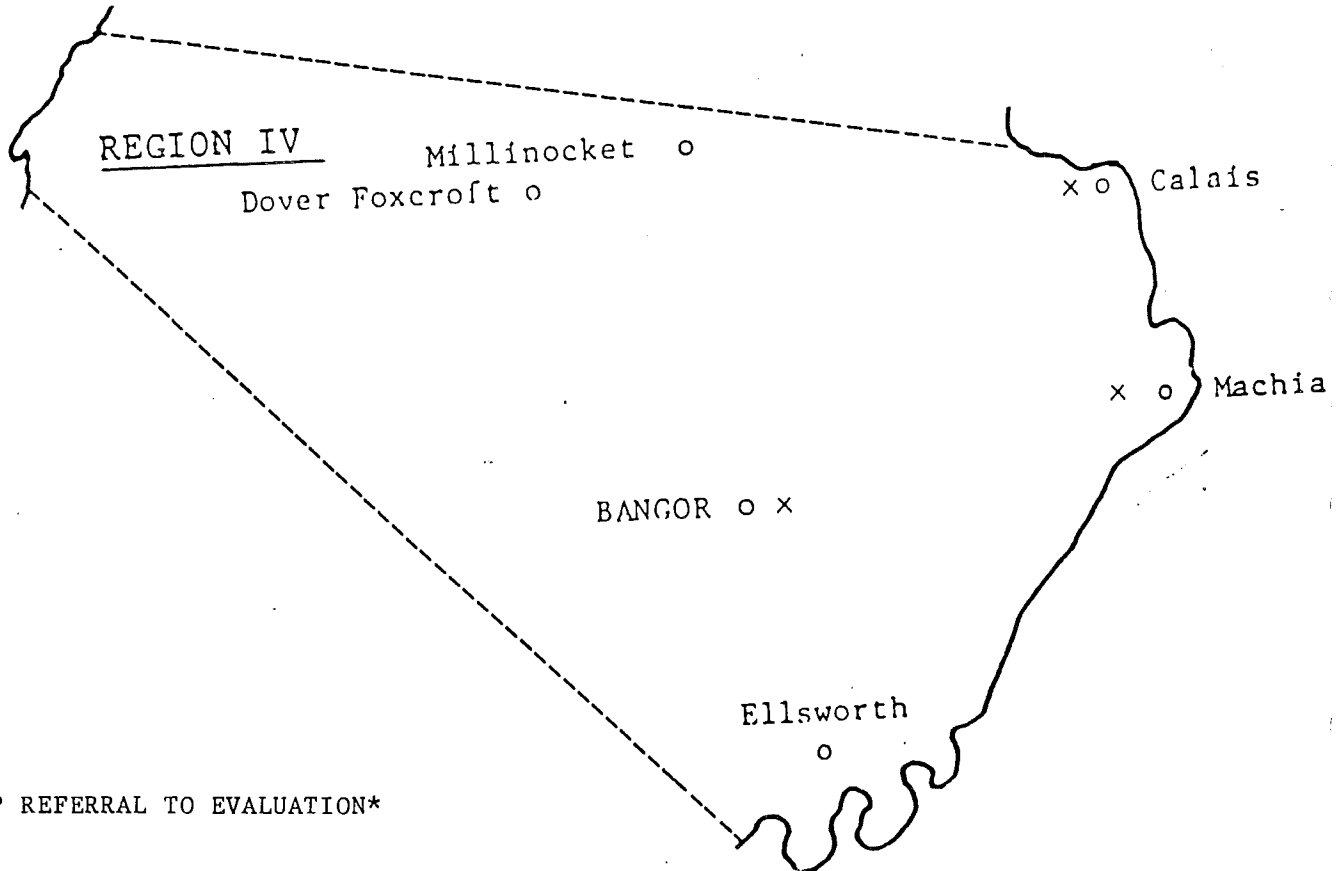 REGION IV
Millinocket o
Dover Foxcroft o
x o Calais
x o Machia
BANGOR o x
Ellsworth
o
REFERRAL TO EVALUATION*